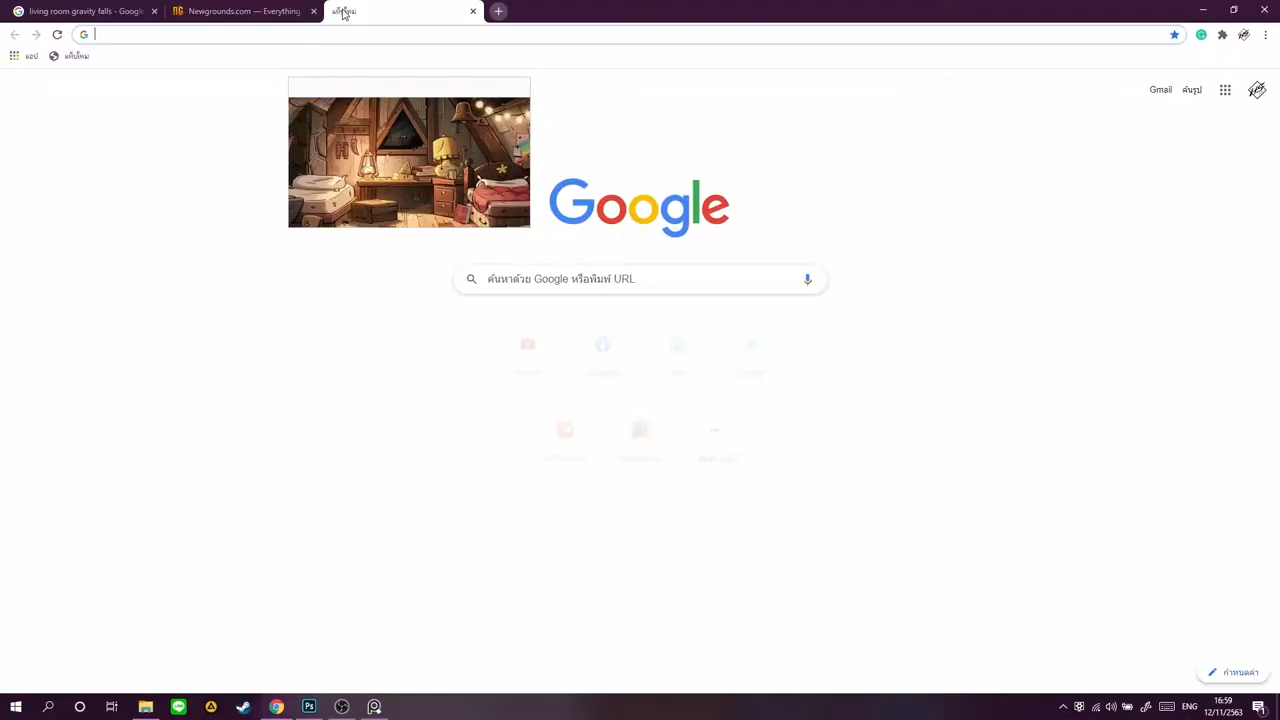 living room gravity falls - Google
Newgrounds.com — Everything
แท็บใหม่
แอป
แท็บใหม่
Gmail
ค้นรูป
Google
ค้นหาด้วย Google หรือพิมพ์ URL
กำหนดค่า
Ps
ENG
16:59
12/11/2563